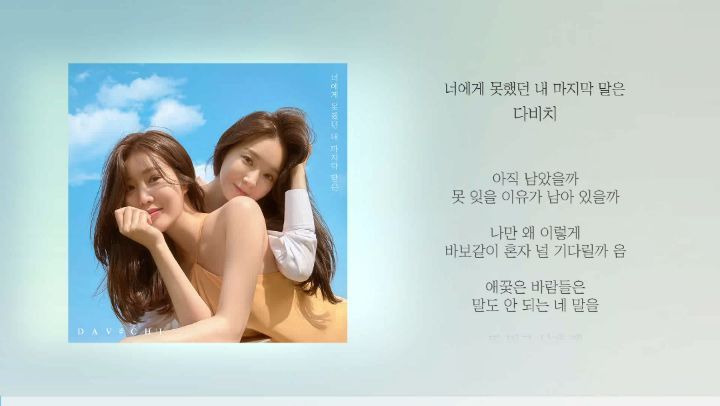 너에게 못했던 내 마지막 말은
DAVICHI
너에게 못했던 내 마지막 말은
다비치
아직 남았을까
못 잊을 이유가 남아 있을까
나만 왜 이렇게
바보같이 혼자 널 기다릴까 음
애꿎은 바람들은
말도 안 되는 네 말을